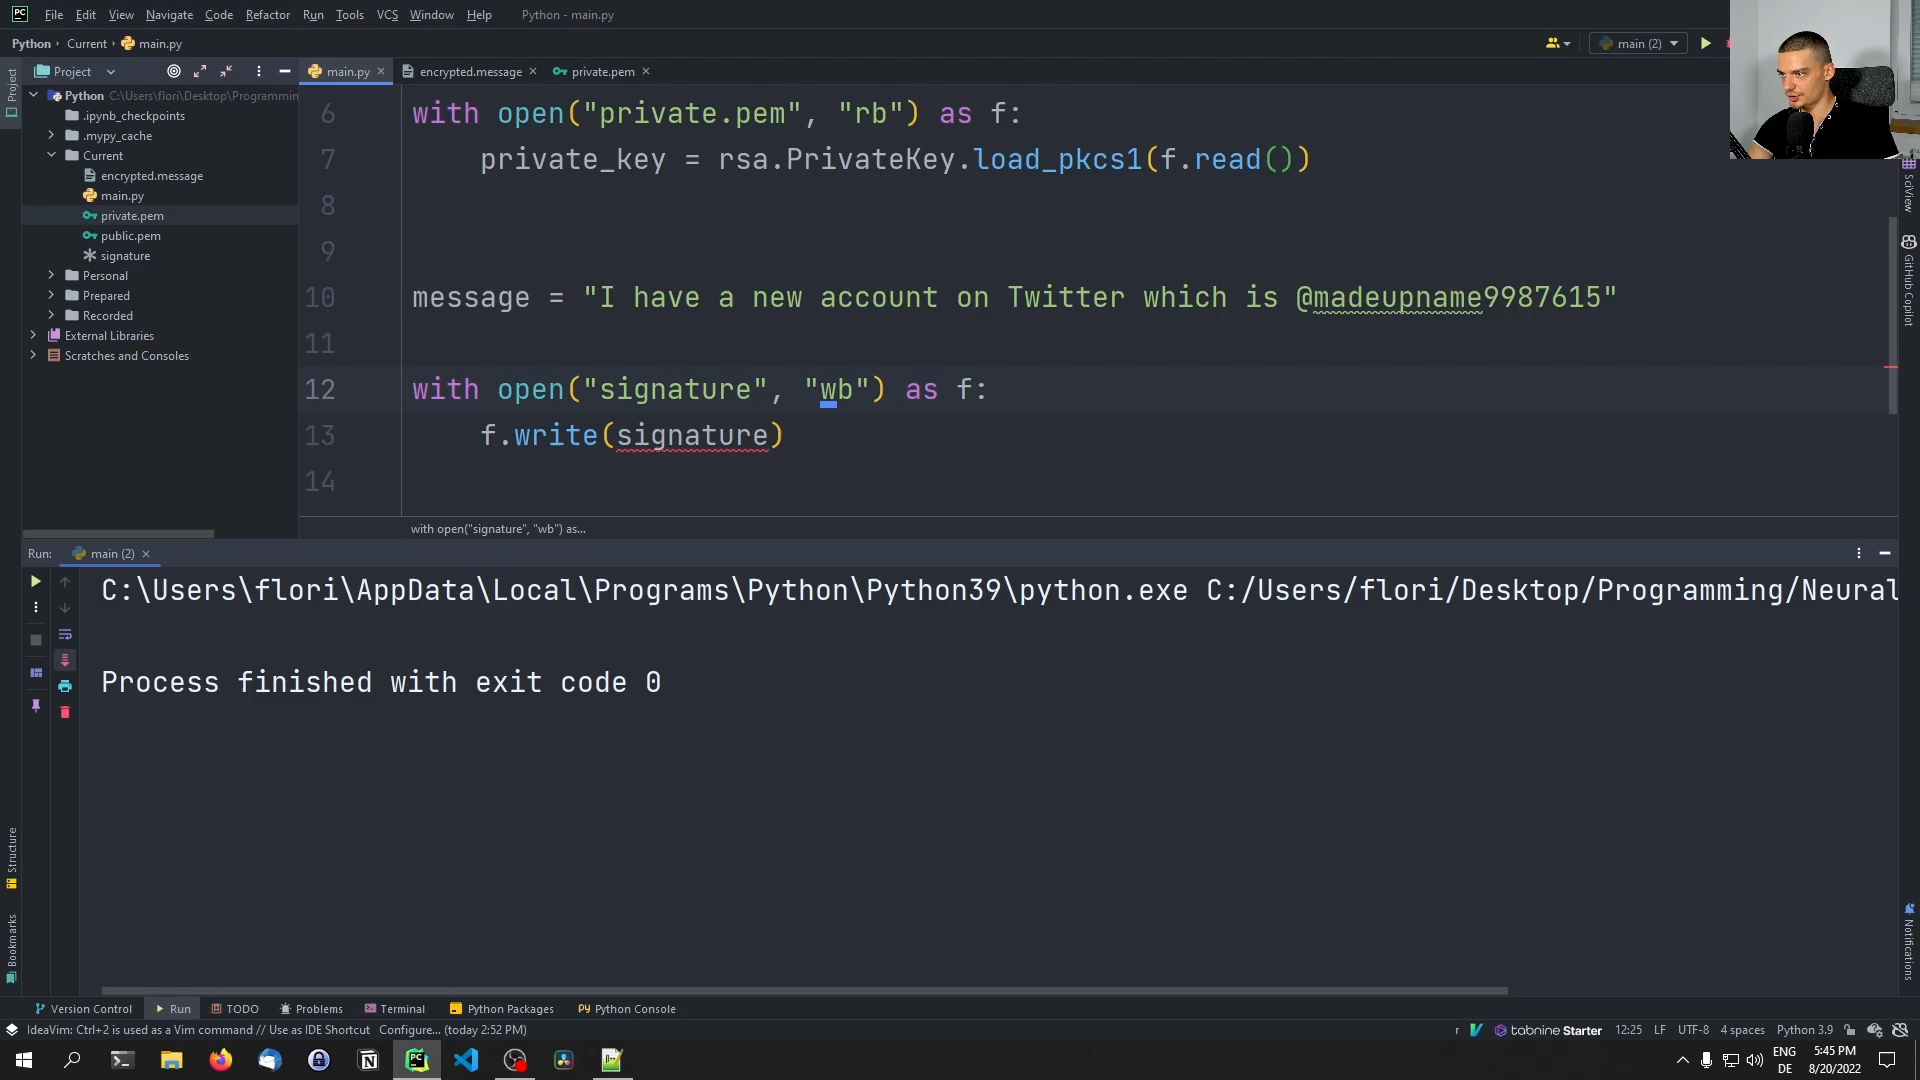 File Edit View Navigate Code Refactor Run Tools VCS Window Help Python - main.py
Python › Current › main.py
main (2)
Project
main.py
encrypted.message
private.pem
Project
Python C:\Users\flori\Desktop\Programmin
.ipynb_checkpoints
.mypy_cache
Current
encrypted.message
main.py
private.pem
public.pem
signature
Personal
Prepared
Recorded
External Libraries
Scratches and Consoles
6 with open("private.pem", "rb") as f:
7 private_key = rsa.PrivateKey.load_pkcs1(f.read())
8
9
10 message = "I have a new account on Twitter which is @madeupname9987615"
11
12 with open("signature", "wb") as f:
13 f.write(signature)
14
with open("signature", "wb") as...
SciView
GitHub Copilot
Run: main (2)
C:\Users\flori\AppData\Local\Programs\Python\Python39\python.exe C:/Users/flori/Desktop/Programming/Neural
Process finished with exit code 0
Structure
Bookmarks
Notifications
Version Control Run TODO Problems Terminal Python Packages Python Console
IdeaVim: Ctrl+2 is used as a Vim command // Use as IDE Shortcut Configure... (today 2:52 PM)
r tabnine Starter 12:25 LF UTF-8 4 spaces Python 3.9
ENG
DE
5:45 PM
8/20/2022